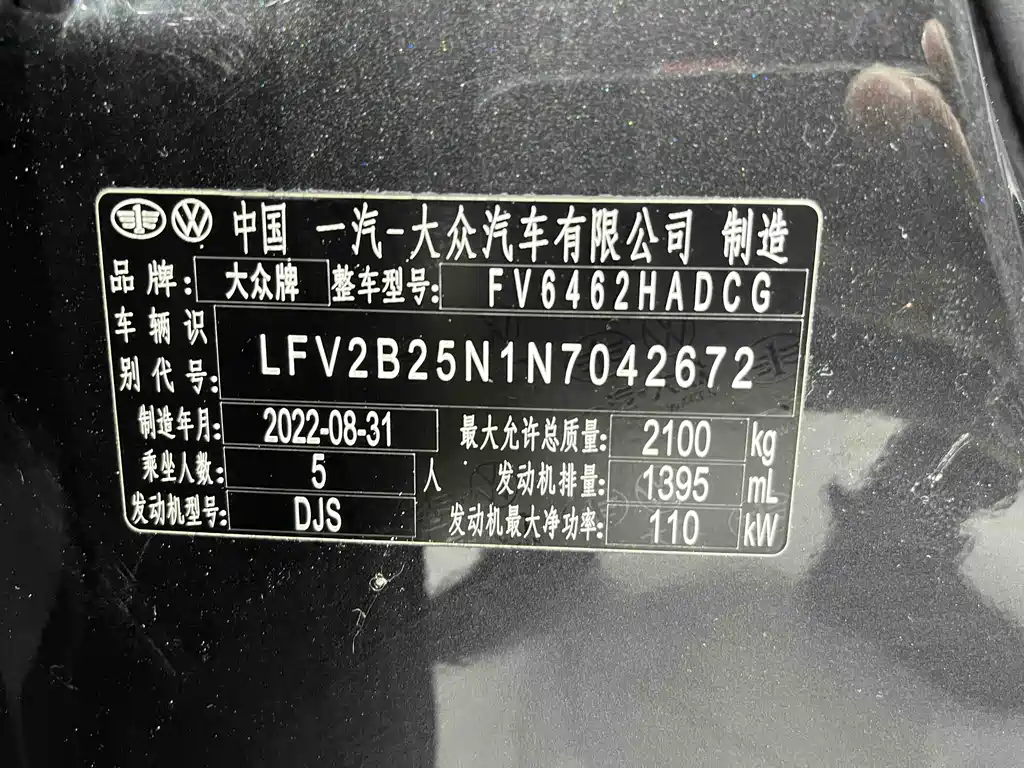 中国 一汽-大众汽车有限公司 制造
品牌: 大众牌 整车型号: FV6462HADCG
车辆识别代号: LFV2B25N1N7042672
制造年月: 2022-08-31 最大允许总质量: 2100 kg
乘坐人数: 5 人 发动机排量: 1395 mL
发动机型号: DJS 发动机最大净功率: 110 kW